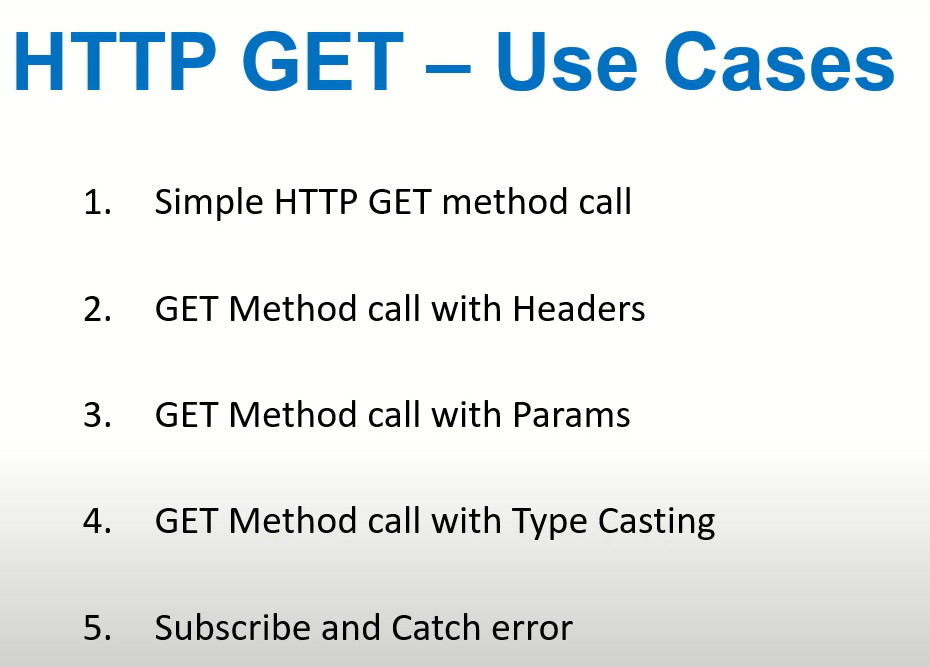 HTTP GET – Use Cases
1. Simple HTTP GET method call
2. GET Method call with Headers
3. GET Method call with Params
4. GET Method call with Type Casting
5. Subscribe and Catch error